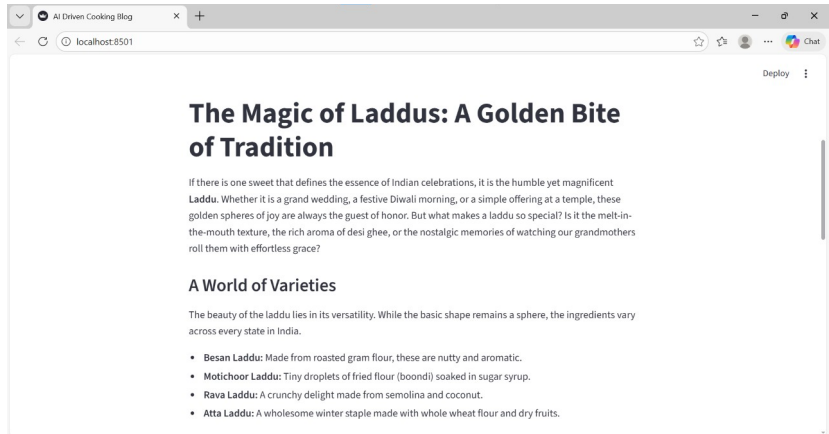 AI Driven Cooking Blog
localhost:8501
Chat
Deploy
The Magic of Laddus: A Golden Bite
of Tradition
If there is one sweet that defines the essence of Indian celebrations, it is the humble yet magnificent
Laddu. Whether it is a grand wedding, a festive Diwali morning, or a simple offering at a temple, these
golden spheres of joy are always the guest of honor. But what makes a laddu so special? Is it the melt-in-
the-mouth texture, the rich aroma of desi ghee, or the nostalgic memories of watching our grandmothers
roll them with effortless grace?
A World of Varieties
The beauty of the laddu lies in its versatility. While the basic shape remains a sphere, the ingredients vary
across every state in India.
• Besan Laddu: Made from roasted gram flour, these are nutty and aromatic.
• Motichoor Laddu: Tiny droplets of fried flour (boondi) soaked in sugar syrup.
• Rava Laddu: A crunchy delight made from semolina and coconut.
• Atta Laddu: A wholesome winter staple made with whole wheat flour and dry fruits.